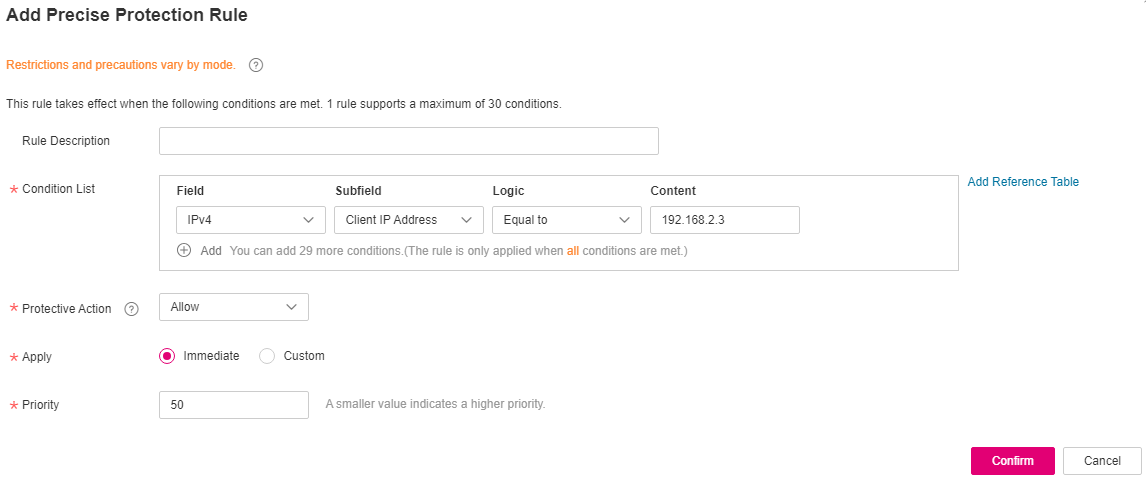 Add Precise Protection Rule
Restrictions and precautions vary by mode. ?
This rule takes effect when the following conditions are met. 1 rule supports a maximum of 30 conditions.
Rule Description
* Condition List
Field Subfield Logic Content
IPv4 Client IP Address Equal to 192.168.2.3
Add You can add 29 more conditions.(The rule is only applied when all conditions are met.)
Add Reference Table
* Protective Action ? Allow
* Apply Immediate Custom
* Priority 50 A smaller value indicates a higher priority.
Confirm Cancel